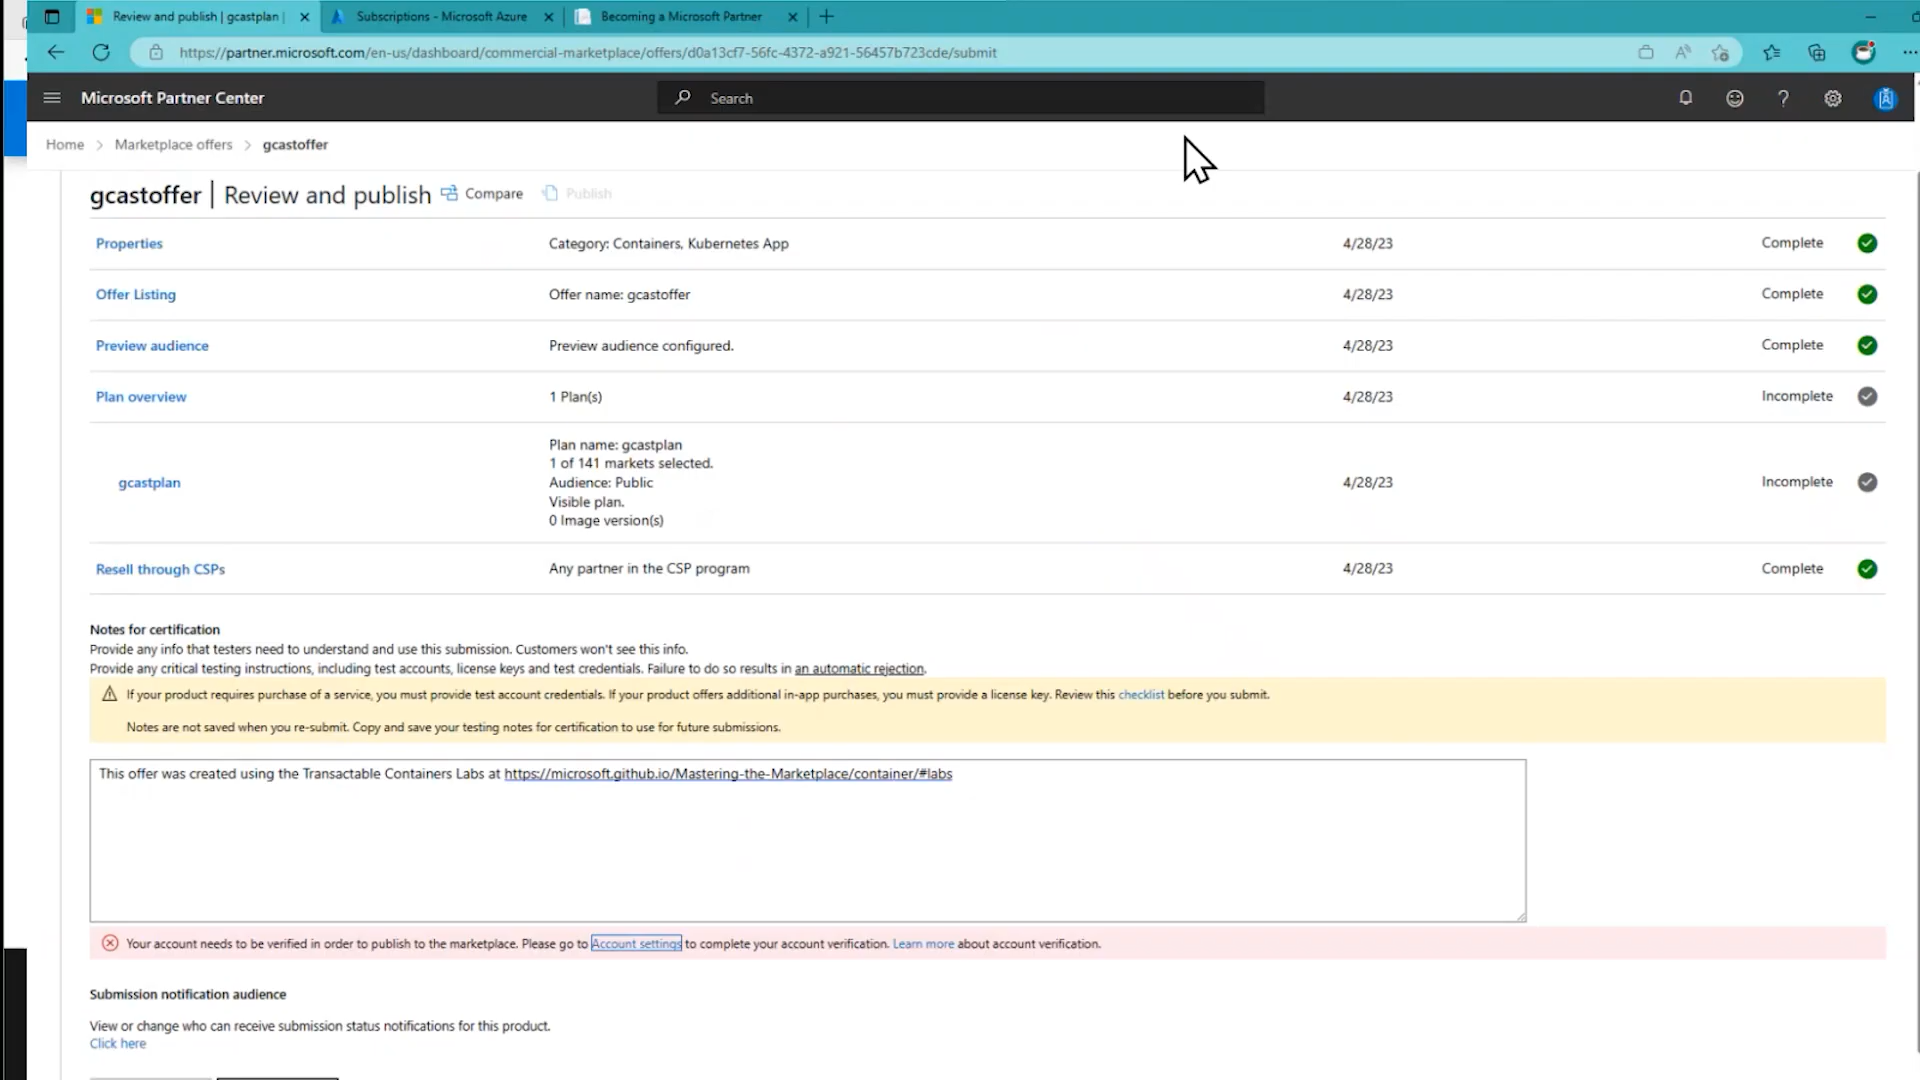 Review and publish | gcastplan |
Subscriptions - Microsoft Azure
Becoming a Microsoft Partner
https://partner.microsoft.com/en-us/dashboard/commercial-marketplace/offers/d0a13cf7-56fc-4372-a921-56457b723cde/submit
Microsoft Partner Center
Search
Home > Marketplace offers > gcastoffer
gcastoffer | Review and publish Compare Publish
Properties Category: Containers, Kubernetes App 4/28/23 Complete
Offer Listing Offer name: gcastoffer 4/28/23 Complete
Preview audience Preview audience configured. 4/28/23 Complete
Plan overview 1 Plan(s) 4/28/23 Incomplete
Plan name: gcastplan
1 of 141 markets selected.
gcastplan Audience: Public 4/28/23 Incomplete
Visible plan.
0 Image version(s)
Resell through CSPs Any partner in the CSP program 4/28/23 Complete
Notes for certification
Provide any info that testers need to understand and use this submission. Customers won't see this info.
Provide any critical testing instructions, including test accounts, license keys and test credentials. Failure to do so results in an automatic rejection.
If your product requires purchase of a service, you must provide test account credentials. If your product offers additional in-app purchases, you must provide a license key. Review this checklist before you submit.
Notes are not saved when you re-submit. Copy and save your testing notes for certification to use for future submissions.
This offer was created using the Transactable Containers Labs at https://microsoft.github.io/Mastering-the-Marketplace/container/#labs
Your account needs to be verified in order to publish to the marketplace. Please go to Account settings to complete your account verification. Learn more about account verification.
Submission notification audience
View or change who can receive submission status notifications for this product.
Click here